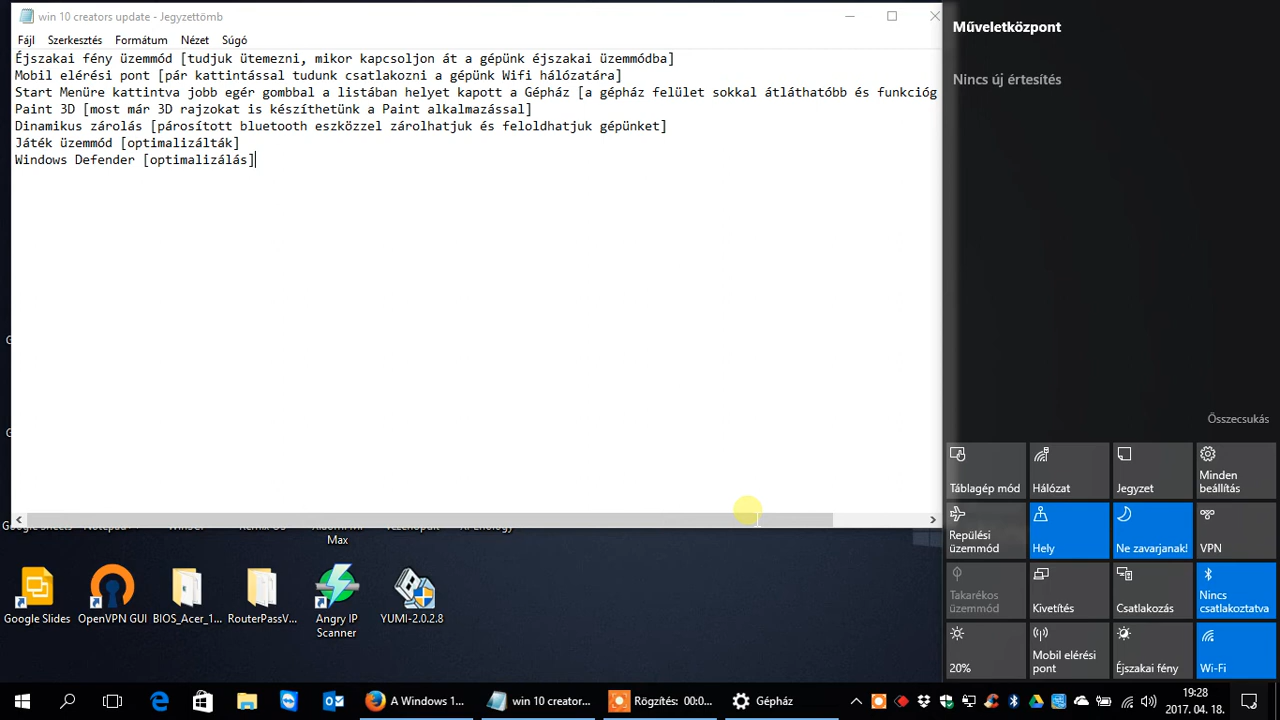 win 10 creators update - Jegyzettömb
Fájl Szerkesztés Formátum Nézet Súgó
Éjszakai fény üzemmód [tudjuk ütemezni, mikor kapcsoljon át a gépünk éjszakai üzemmódba]
Mobil elérési pont [pár kattintással tudunk csatlakozni a gépünk Wifi hálózatára]
Start Menüre kattintva jobb egér gombbal a listában helyet kapott a Gépház [a gépház felület sokkal átláthatóbb és funkcióg
Paint 3D [most már 3D rajzokat is készíthetünk a Paint alkalmazással]
Dinamikus zárolás [párosított bluetooth eszközzel zárolhatjuk és feloldhatjuk gépünket]
Játék üzemmód [optimalizálták]
Windows Defender [optimalizálás]
Műveletközpont
Nincs új értesítés
Összecsukás
Táblagép mód
Hálózat
Jegyzet
Minden
beállítás
Repülési
üzemmód
Hely
Ne zavarjanak!
VPN
Takarékos
üzemmód
Kivetítés
Csatlakozás
Nincs
csatlakoztatva
20%
Mobil elérési
pont
Éjszakai fény
Wi-Fi
Max
Google Slides
OpenVPN GUI
BIOS_Acer_1...
RouterPassV...
Angry IP
Scanner
YUMI-2.0.2.8
A Windows 1...
win 10 creator...
Rögzítés: 00:0...
Gépház
19:28
2017. 04. 18.